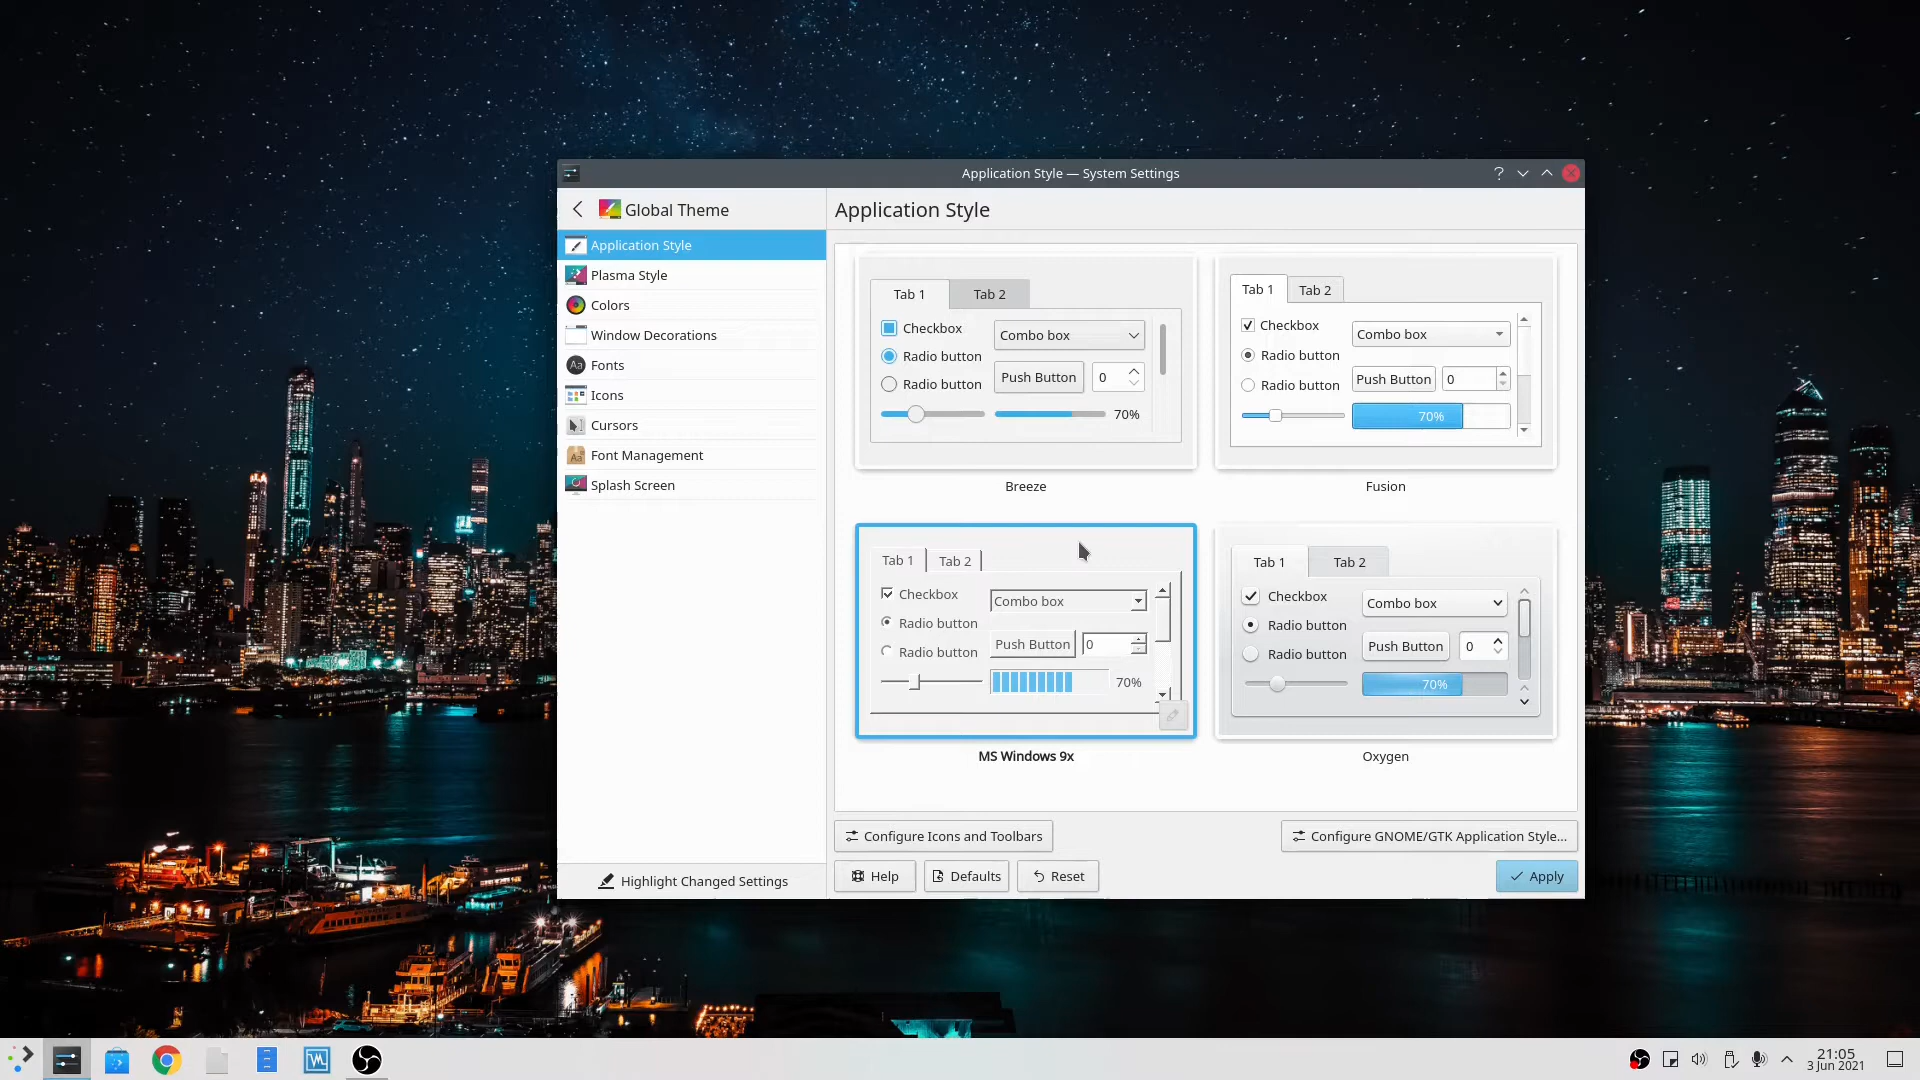 Application Style — System Settings
Global Theme
Application Style
Plasma Style
Colors
Window Decorations
Aa Fonts
Icons
Cursors
Font Management
Splash Screen
Highlight Changed Settings
Application Style
Tab 1 Tab 2
Checkbox Combo box
Radio button
Radio button Push Button 0
70%
Breeze
Tab 1 Tab 2
Checkbox Combo box
Radio button
Radio button Push Button 0
70%
Fusion
Tab 1 Tab 2
Checkbox Combo box
Radio button
Radio button Push Button 0
70%
MS Windows 9x
Tab 1 Tab 2
Checkbox Combo box
Radio button
Radio button Push Button 0
70%
Oxygen
Configure Icons and Toolbars Configure GNOME/GTK Application Style...
Help Defaults Reset Apply
21:05
3 Jun 2021